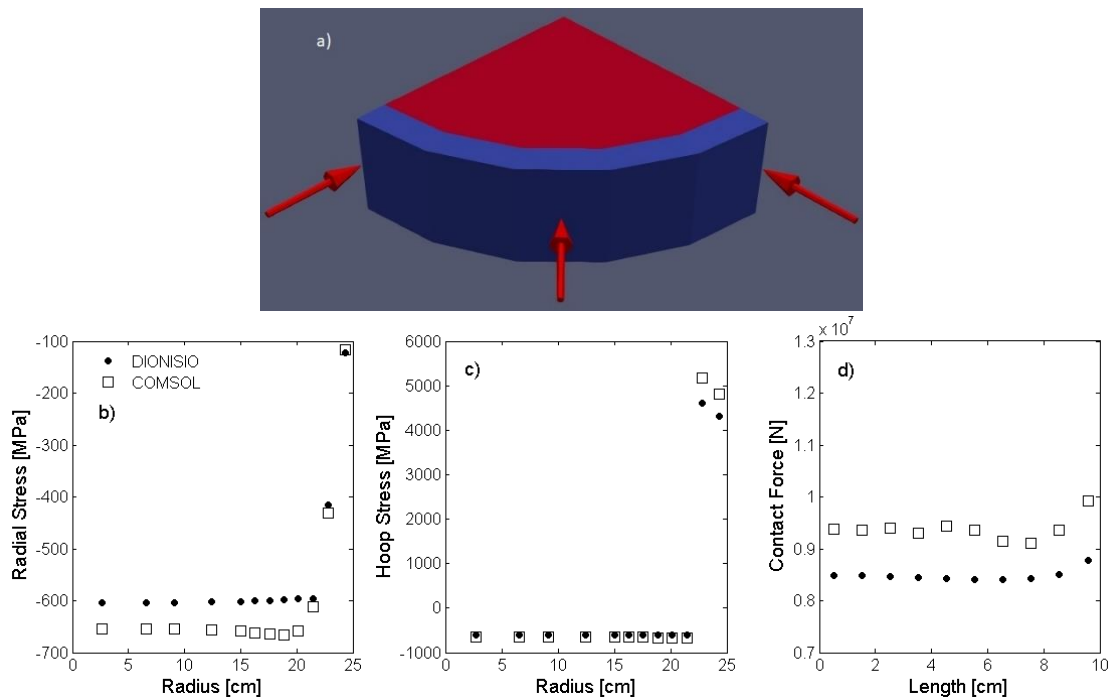 a)
-100
-200
-300
-400
-500
-600
-700
Radial Stress [MPa]
DIONISIO
COMSOL
b)
0 5 10 15 20 25
Radius [cm]
6000
5000
4000
3000
2000
1000
0
-1000
Hoop Stress [MPa]
c)
0 5 10 15 20 25
Radius [cm]
x 10^7
1.3
1.2
1.1
1
0.9
0.8
0.7
Contact Force [N]
d)
0 2 4 6 8 10
Length [cm]